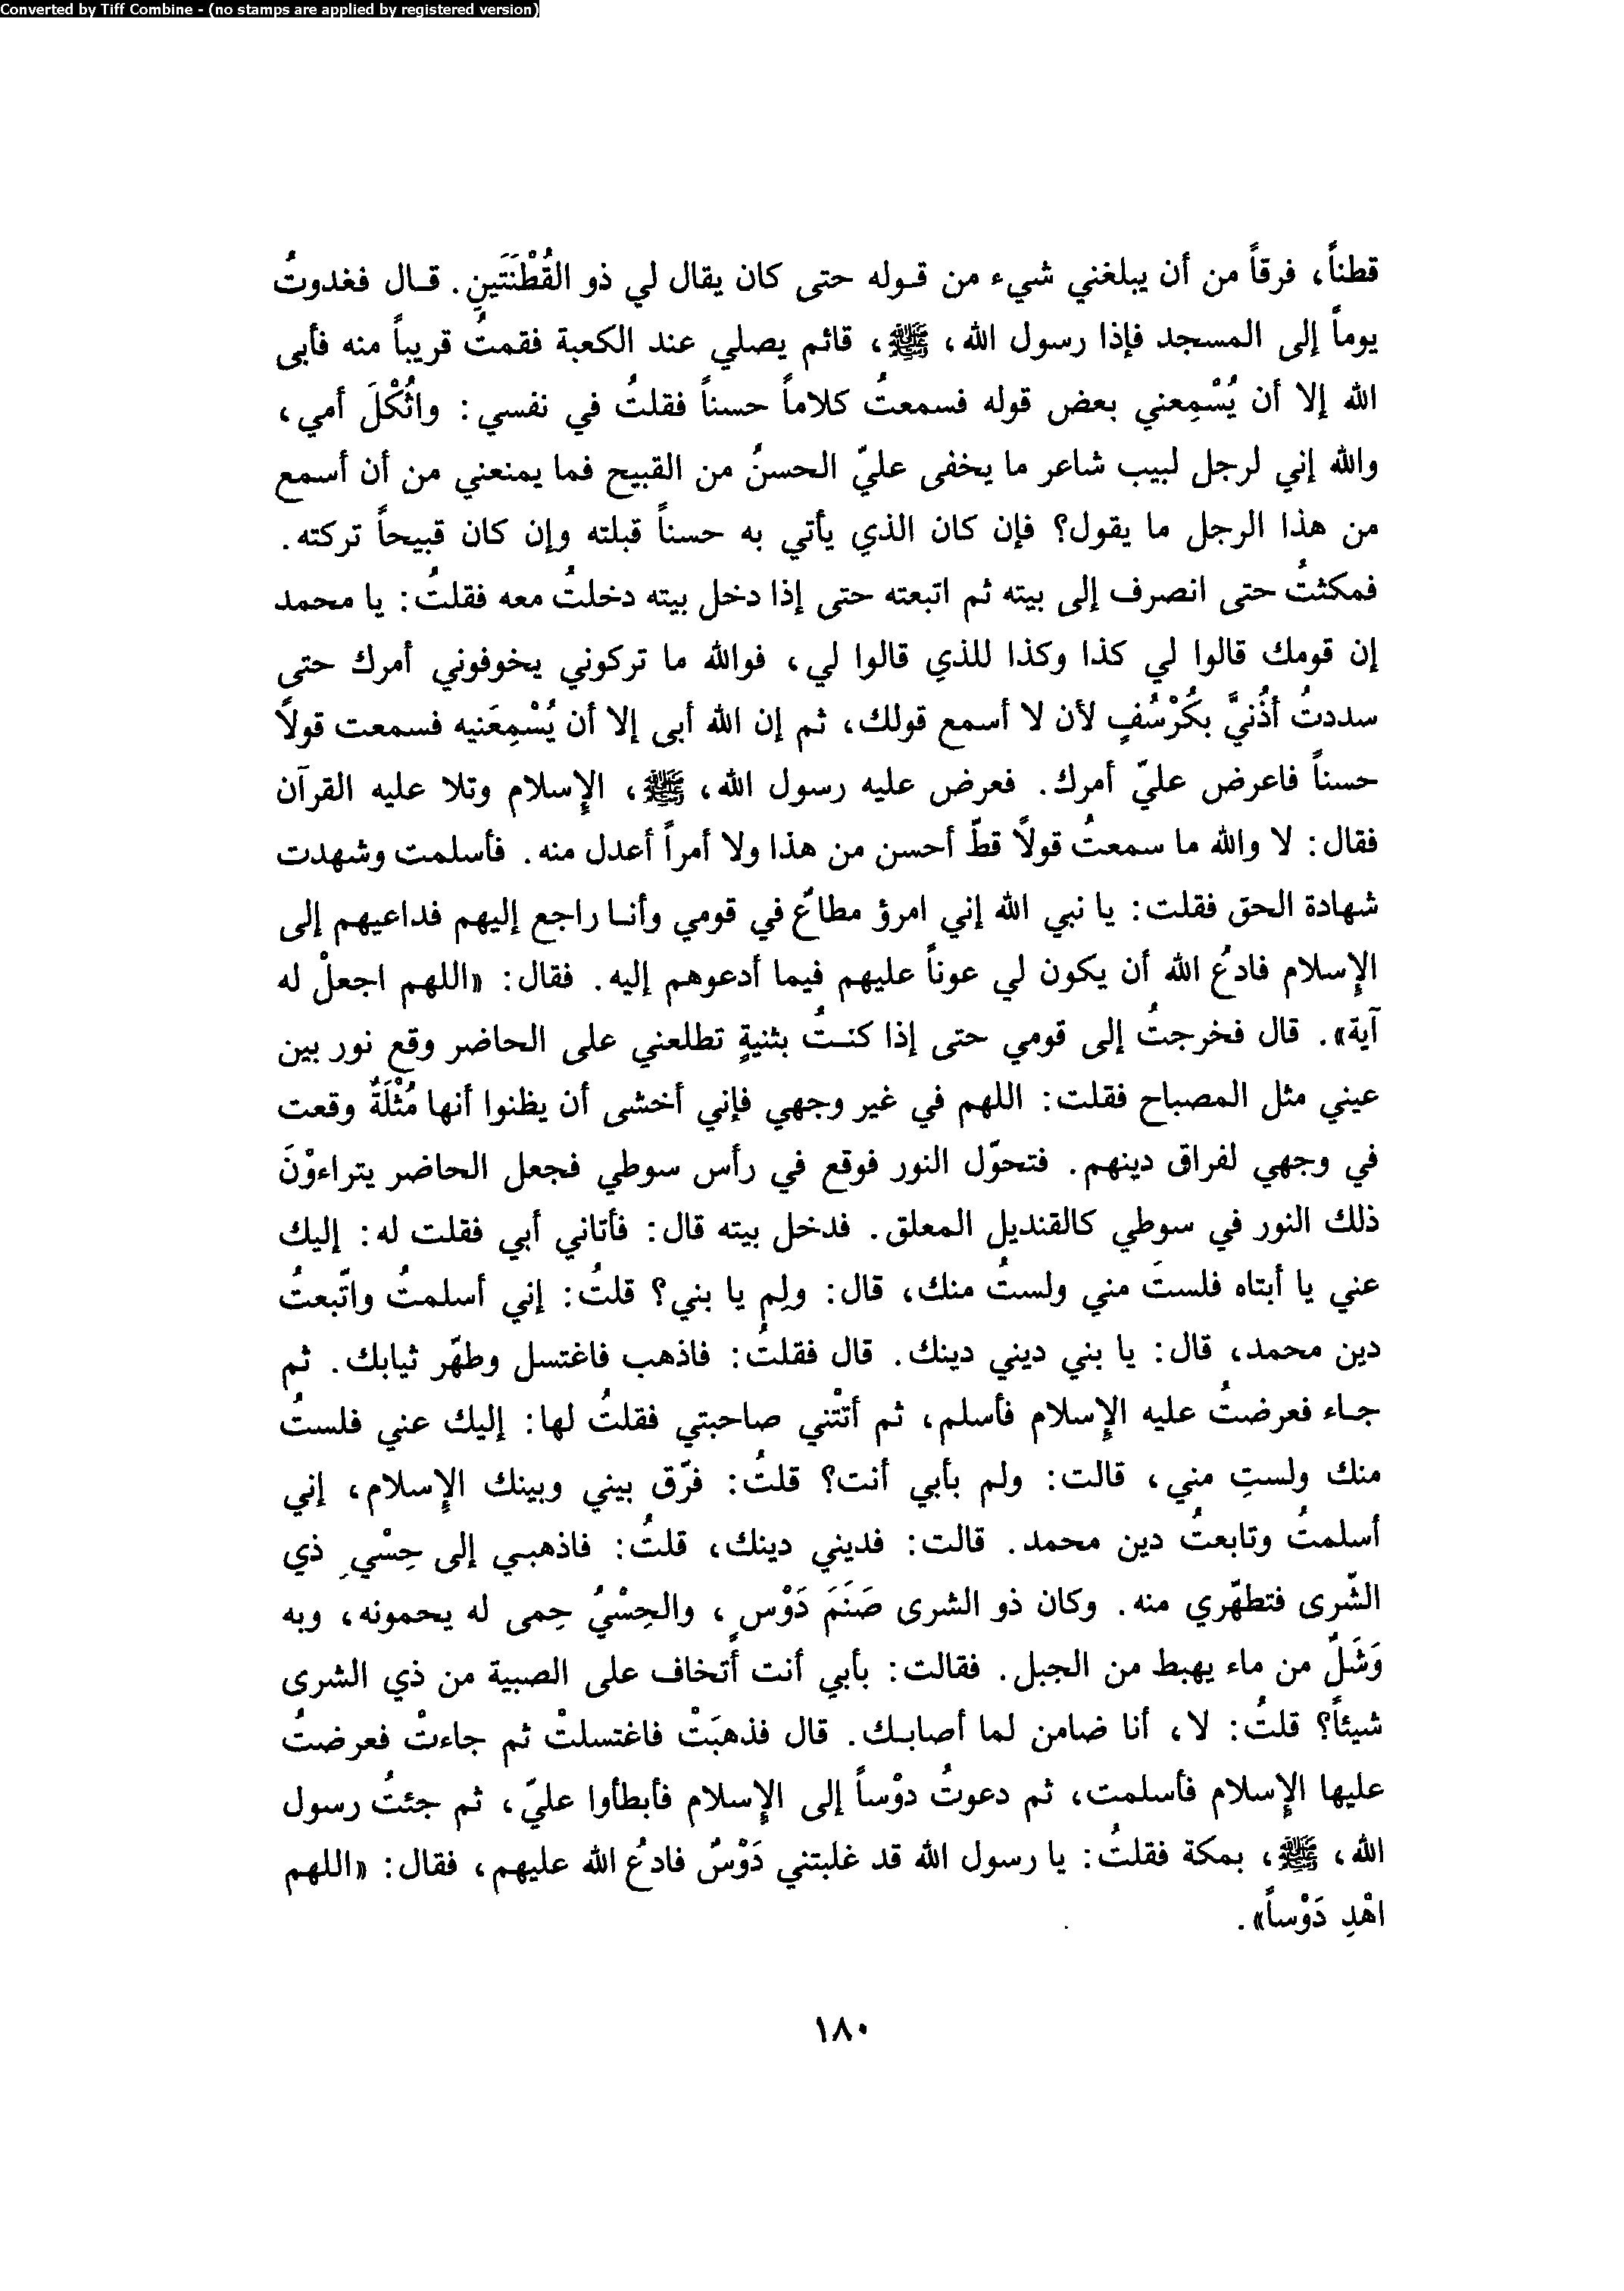 Converted by Tiff Combine - (no stamps are applied by registered version)
قطناً، فرقاً من أن يبلغني شيء من قوله حتى كان يقال لي ذو القُطْنَتَينِ. قال فغدوتُ
يوماً إلى المسجد فإذا رسول الله، ﷺ، قائم يصلي عند الكعبة فقمتُ قريباً منه فأبى
الله إلا أن يُسْمِعني بعض قوله فسمعتُ كلاماً حسناً فقلتُ في نفسي: واثُكْلَ أمي،
والله إني لرجل لبيب شاعر ما يخفى عليّ الحسنُ من القبيح فما يمنعني من أن أسمع
من هذا الرجل ما يقول؟ فإن كان الذي يأتي به حسناً قبلته وإن كان قبيحاً تركته.
فمكثتُ حتى انصرف إلى بيته ثم اتبعته حتى إذا دخل بيته دخلتُ معه فقلتُ: يا محمد
إن قومك قالوا لي كذا وكذا للذي قالوا لي، فوالله ما تركوني يخوفوني أمرك حتى
سددتُ أذُنيَّ بكُرْسُفٍ لأن لا أسمع قولك، ثم إن الله أبى إلا أن يُسْمِعَنيه فسمعت قولاً
حسناً فاعرض عليّ أمرك. فعرض عليه رسول الله، ﷺ، الإسلام وتلا عليه القرآن
فقال: لا والله ما سمعتُ قولاً قطّ أحسن من هذا ولا أمراً أعدل منه. فأسلمت وشهدت
شهادة الحق فقلت: يا نبي الله إني امرؤ مطاعٌ في قومي وأنا راجع إليهم فداعيهم إلى
الإسلام فادعُ الله أن يكون لي عوناً عليهم فيما أدعوهم إليه. فقال: «اللهم اجعلْ له
آية». قال فخرجتُ إلى قومي حتى إذا كنتُ بثنيةٍ تطلعني على الحاضر وقع نور بين
عيني مثل المصباح فقلت: اللهم في غير وجهي فإني أخشى أن يظنوا أنها مُثْلَةٌ وقعت
في وجهي لفراق دينهم. فتحوّل النور فوقع في رأس سوطي فجعل الحاضر يتراءوْنَ
ذلك النور في سوطي كالقنديل المعلق. فدخل بيته قال: فأتاني أبي فقلت له: إليك
عني يا أبتاه فلستَ مني ولستُ منك، قال: ولِم يا بني؟ قلتُ: إني أسلمتُ واتّبعتُ
دين محمد، قال: يا بني ديني دينك. قال فقلتُ: فاذهب فاغتسل وطهّر ثيابك. ثم
جاء فعرضتُ عليه الإسلام فأسلم، ثم أتتْني صاحبتي فقلتُ لها: إليك عني فلستُ
منك ولستِ مني، قالت: ولم بأبي أنت؟ قلتُ: فرّق بيني وبينك الإسلام، إني
أسلمتُ وتابعتُ دين محمد. قالت: فديني دينك، قلتُ: فاذهبي إلى حِسْيِ ذي
الشّرى فتطهّري منه. وكان ذو الشرى صَنَمَ دَوْسٍ، والحِسْيُ حِمى له يحمونه، وبه
وَشَلٌ من ماء يهبط من الجبل. فقالت: بأبي أنت أتخاف على الصبية من ذي الشرى
شيئاً؟ قلتُ: لا، أنا ضامن لما أصابك. قال فذهبَتْ فاغتسلتْ ثم جاءتْ فعرضتُ
عليها الإسلام فأسلمت، ثم دعوتُ دوْساً إلى الإسلام فأبطأوا عليّ، ثم جئتُ رسول
الله، ﷺ، بمكة فقلتُ: يا رسول الله قد غلبتني دَوْسٌ فادعُ الله عليهم، فقال: «اللهم
اهْدِ دَوْساً».
١٨٠